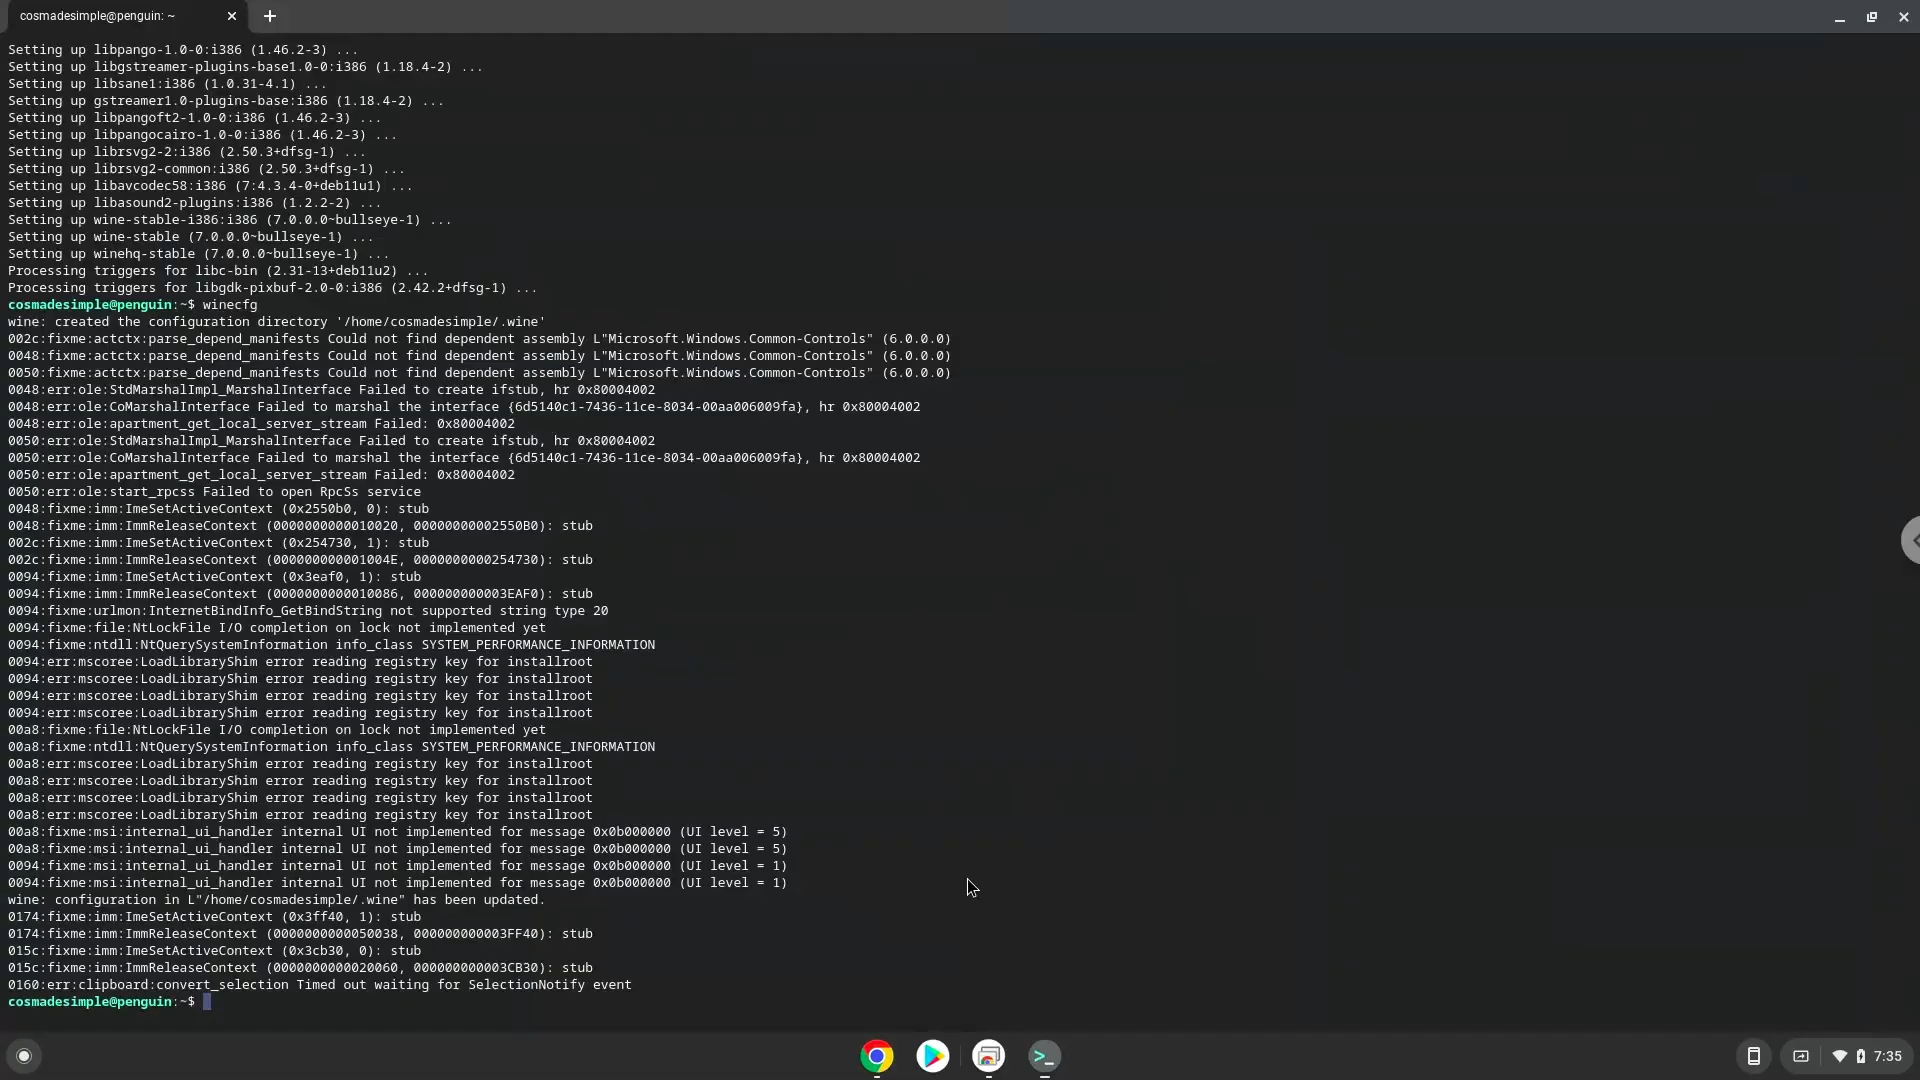 cosmadesimple@penguin: ~
Setting up libpango-1.0-0:i386 (1.46.2-3) ...
Setting up libgstreamer-plugins-base1.0-0:i386 (1.18.4-2) ...
Setting up libsane1:i386 (1.0.31-4.1) ...
Setting up gstreamer1.0-plugins-base:i386 (1.18.4-2) ...
Setting up libpangoft2-1.0-0:i386 (1.46.2-3) ...
Setting up libpangocairo-1.0-0:i386 (1.46.2-3) ...
Setting up librsvg2-2:i386 (2.50.3+dfsg-1) ...
Setting up librsvg2-common:i386 (2.50.3+dfsg-1) ...
Setting up libavcodec58:i386 (7:4.3.4-0+deb11u1) ...
Setting up libasound2-plugins:i386 (1.2.2-2) ...
Setting up wine-stable-i386:i386 (7.0.0.0~bullseye-1) ...
Setting up wine-stable (7.0.0.0~bullseye-1) ...
Setting up winehq-stable (7.0.0.0~bullseye-1) ...
Processing triggers for libc-bin (2.31-13+deb11u2) ...
Processing triggers for libgdk-pixbuf-2.0-0:i386 (2.42.2+dfsg-1) ...
cosmadesimple@penguin:~$ winecfg
wine: created the configuration directory '/home/cosmadesimple/.wine'
002c:fixme:actctx:parse_depend_manifests Could not find dependent assembly L"Microsoft.Windows.Common-Controls" (6.0.0.0)
0048:fixme:actctx:parse_depend_manifests Could not find dependent assembly L"Microsoft.Windows.Common-Controls" (6.0.0.0)
0050:fixme:actctx:parse_depend_manifests Could not find dependent assembly L"Microsoft.Windows.Common-Controls" (6.0.0.0)
0048:err:ole:StdMarshalImpl_MarshalInterface Failed to create ifstub, hr 0x80004002
0048:err:ole:CoMarshalInterface Failed to marshal the interface {6d5140c1-7436-11ce-8034-00aa006009fa}, hr 0x80004002
0048:err:ole:apartment_get_local_server_stream Failed: 0x80004002
0050:err:ole:StdMarshalImpl_MarshalInterface Failed to create ifstub, hr 0x80004002
0050:err:ole:CoMarshalInterface Failed to marshal the interface {6d5140c1-7436-11ce-8034-00aa006009fa}, hr 0x80004002
0050:err:ole:apartment_get_local_server_stream Failed: 0x80004002
0050:err:ole:start_rpcss Failed to open RpcSs service
0048:fixme:imm:ImeSetActiveContext (0x2550b0, 0): stub
0048:fixme:imm:ImmReleaseContext (0000000000010020, 00000000002550B0): stub
002c:fixme:imm:ImeSetActiveContext (0x254730, 1): stub
002c:fixme:imm:ImmReleaseContext (000000000001004E, 0000000000254730): stub
0094:fixme:imm:ImeSetActiveContext (0x3eaf0, 1): stub
0094:fixme:imm:ImmReleaseContext (0000000000010086, 000000000003EAF0): stub
0094:fixme:urlmon:InternetBindInfo_GetBindString not supported string type 20
0094:fixme:file:NtLockFile I/O completion on lock not implemented yet
0094:fixme:ntdll:NtQuerySystemInformation info_class SYSTEM_PERFORMANCE_INFORMATION
0094:err:mscoree:LoadLibraryShim error reading registry key for installroot
0094:err:mscoree:LoadLibraryShim error reading registry key for installroot
0094:err:mscoree:LoadLibraryShim error reading registry key for installroot
0094:err:mscoree:LoadLibraryShim error reading registry key for installroot
00a8:fixme:file:NtLockFile I/O completion on lock not implemented yet
00a8:fixme:ntdll:NtQuerySystemInformation info_class SYSTEM_PERFORMANCE_INFORMATION
00a8:err:mscoree:LoadLibraryShim error reading registry key for installroot
00a8:err:mscoree:LoadLibraryShim error reading registry key for installroot
00a8:err:mscoree:LoadLibraryShim error reading registry key for installroot
00a8:err:mscoree:LoadLibraryShim error reading registry key for installroot
00a8:fixme:msi:internal_ui_handler internal UI not implemented for message 0x0b000000 (UI level = 5)
00a8:fixme:msi:internal_ui_handler internal UI not implemented for message 0x0b000000 (UI level = 5)
0094:fixme:msi:internal_ui_handler internal UI not implemented for message 0x0b000000 (UI level = 1)
0094:fixme:msi:internal_ui_handler internal UI not implemented for message 0x0b000000 (UI level = 1)
wine: configuration in L"/home/cosmadesimple/.wine" has been updated.
0174:fixme:imm:ImeSetActiveContext (0x3ff40, 1): stub
0174:fixme:imm:ImmReleaseContext (0000000000050038, 000000000003FF40): stub
015c:fixme:imm:ImeSetActiveContext (0x3cb30, 0): stub
015c:fixme:imm:ImmReleaseContext (0000000000020060, 000000000003CB30): stub
0160:err:clipboard:convert_selection Timed out waiting for SelectionNotify event
cosmadesimple@penguin:~$
7:35